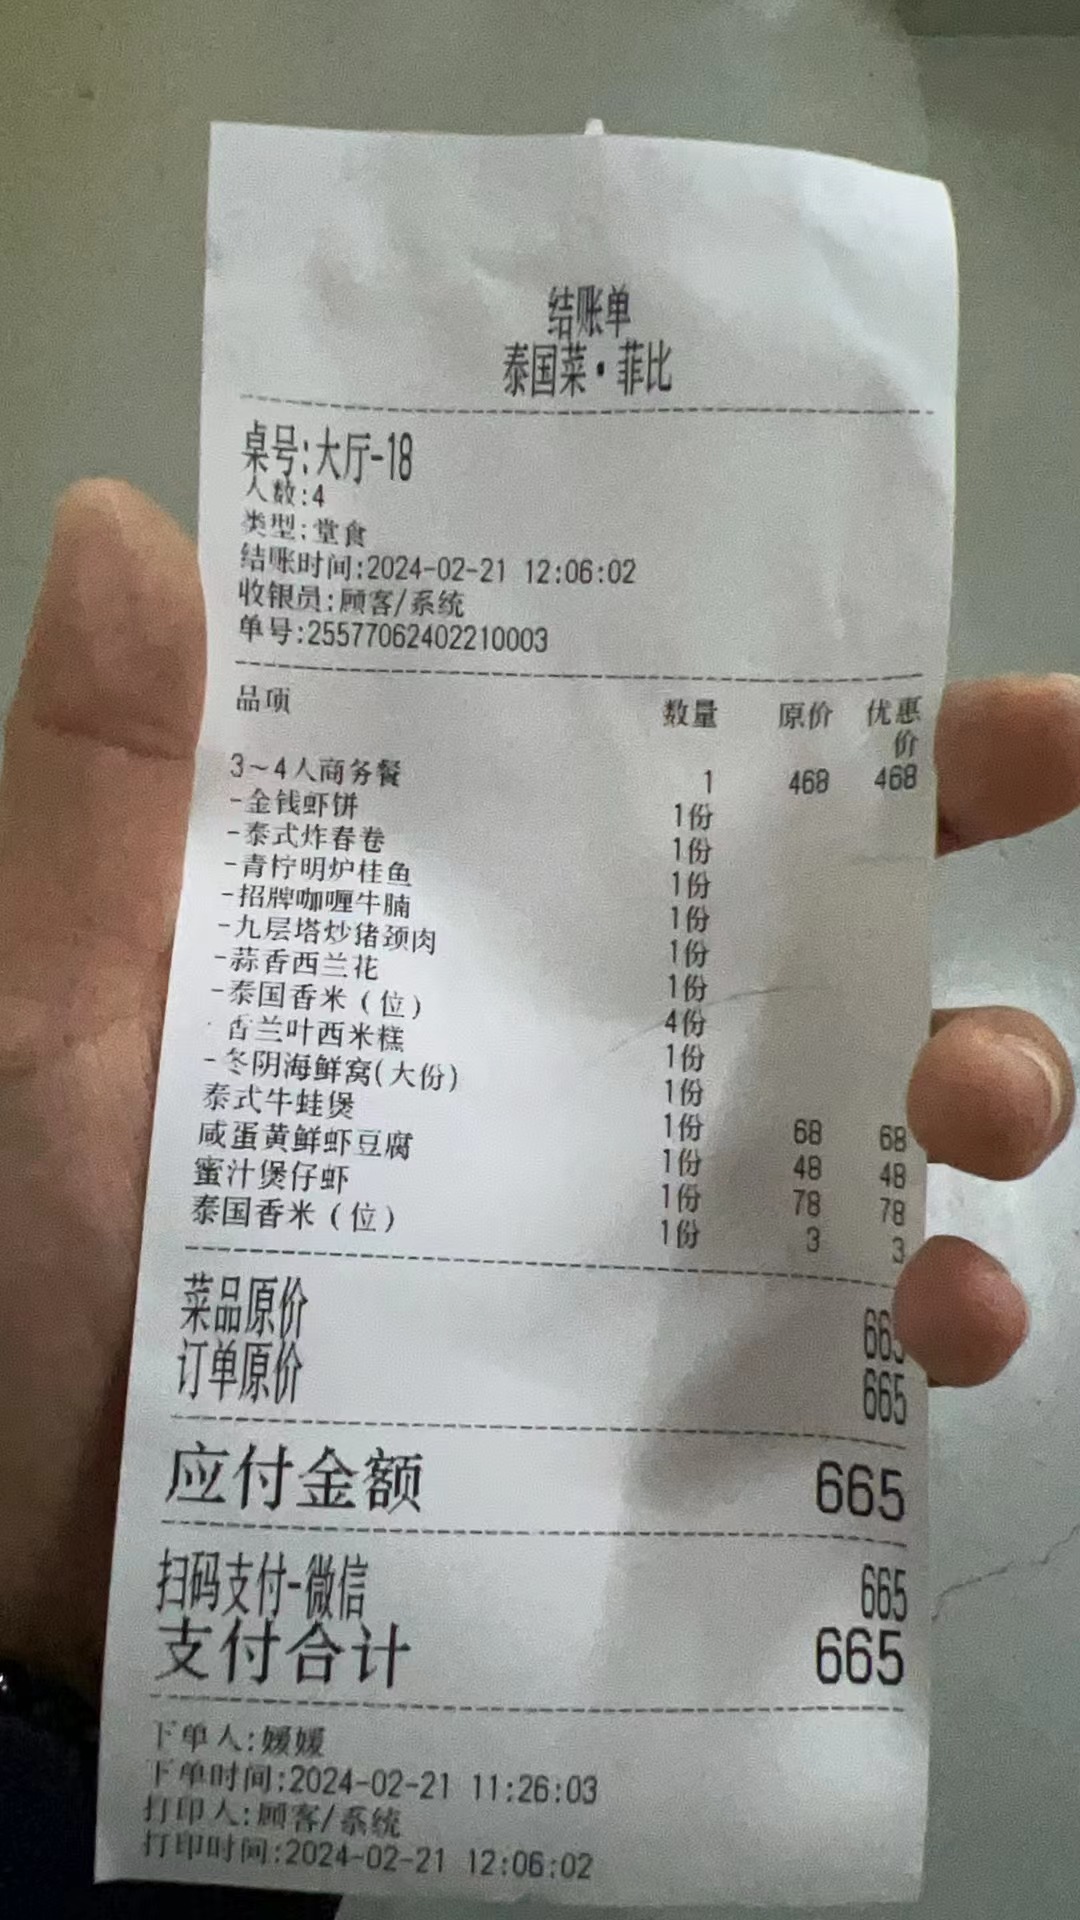 结账单
泰国菜·菲比
桌号:大厅-18
人数:4
类型:堂食
结账时间:2024-02-21 12:06:02
收银员:顾客/系统
单号:25577062402210003
品项 数量 原价 优惠价
3~4人商务餐 1 468 468
-金钱虾饼 1份
-泰式炸春卷 1份
-青柠明炉桂鱼 1份
-招牌咖喱牛腩 1份
-九层塔炒猪颈肉 1份
-蒜香西兰花 1份
-泰国香米(位) 4份
-香兰叶西米糕 1份
-冬阴海鲜窝(大份) 1份
泰式牛蛙煲 1份 68 68
咸蛋黄鲜虾豆腐 1份 48 48
蜜汁煲仔虾 1份 78 78
泰国香米(位) 1份 3 3
菜品原价 665
订单原价 665
应付金额 665
扫码支付-微信 665
支付合计 665
下单人:媛媛
下单时间:2024-02-21 11:26:03
打印人:顾客/系统
打印时间:2024-02-21 12:06:02